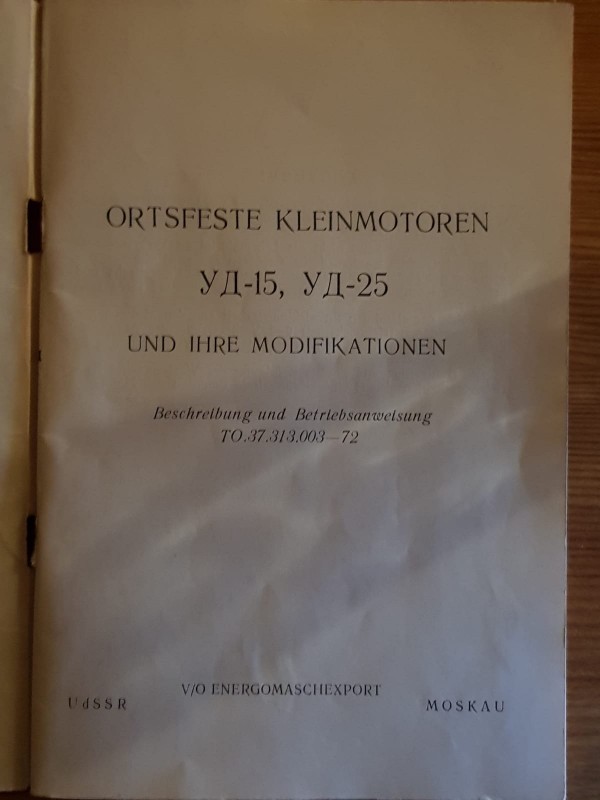 ORTSFESTE KLEINMOTOREN
УД-15, УД-25
UND IHRE MODIFIKATIONEN
Beschreibung und Betriebsanweisung
TO.37.313.003—72
V/O ENERGOMASCHEXPORT
UdSSR MOSKAU